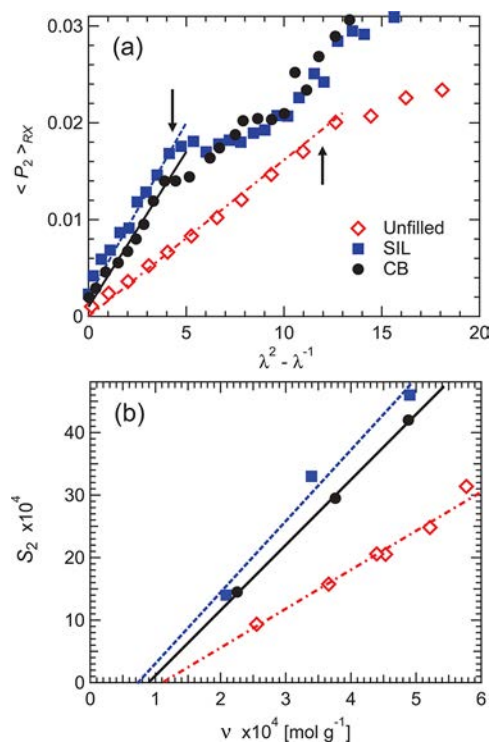 0.03
(a)
0.02
< P₂ >RX
0.01
Unfilled
SIL
CB
0
0 5 10 15 20
λ² - λ⁻¹
(b)
40
30
S₂ x10⁴
20
10
0
0 1 2 3 4 5 6
ν x10⁴ [mol g⁻¹]